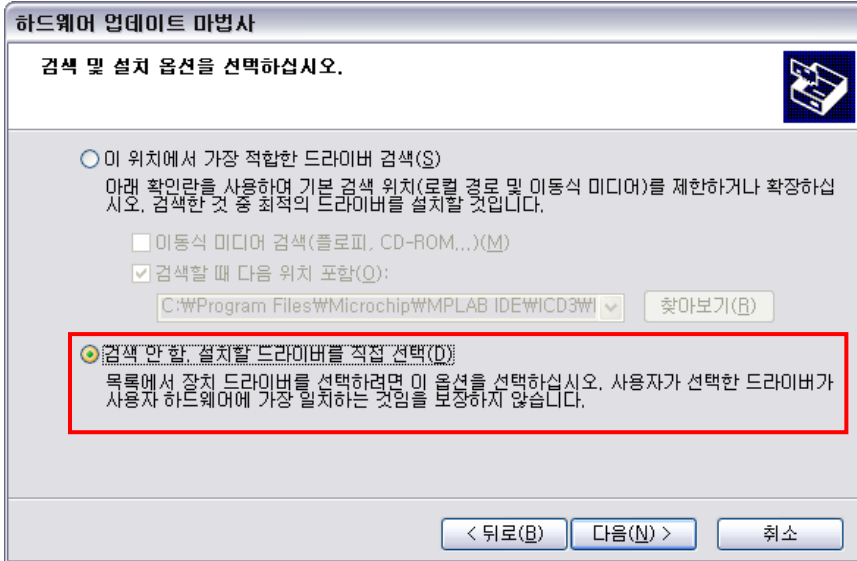 하드웨어 업데이트 마법사
검색 및 설치 옵션을 선택하십시오.
이 위치에서 가장 적합한 드라이버 검색(S)
아래 확인란을 사용하여 기본 검색 위치(로컬 경로 및 이동식 미디어)를 제한하거나 확장하십
시오. 검색한 것 중 최적의 드라이버를 설치할 것입니다.
이동식 미디어 검색(플로피, CD-ROM...)(M)
검색할 때 다음 위치 포함(O):
C:₩Program Files₩Microchip₩MPLAB IDE₩ICD3₩
찾아보기(R)
검색 안 함. 설치할 드라이버를 직접 선택(D)
목록에서 장치 드라이버를 선택하려면 이 옵션을 선택하십시오. 사용자가 선택한 드라이버가
사용자 하드웨어에 가장 일치하는 것임을 보장하지 않습니다.
< 뒤로(B)
다음(N) >
취소